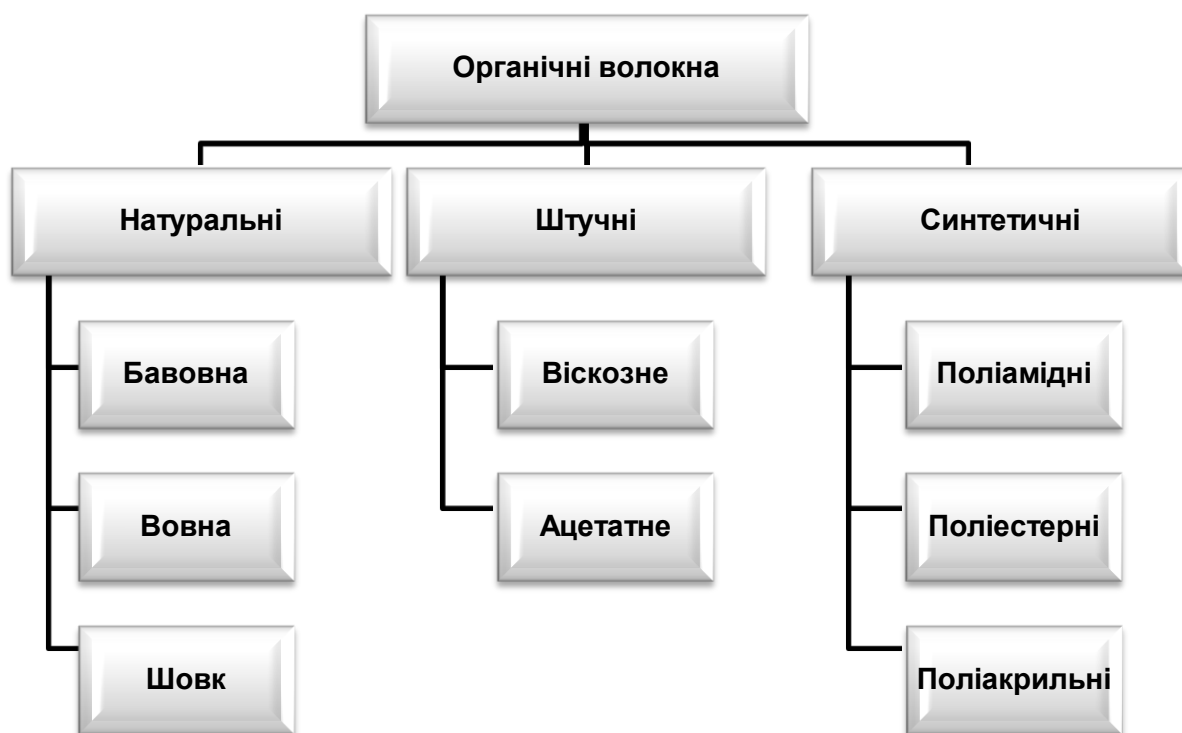 Органічні волокна
Натуральні
Штучні
Синтетичні
Бавовна
Віскозне
Поліамідні
Вовна
Ацетатне
Поліестерні
Шовк
Поліакрильні